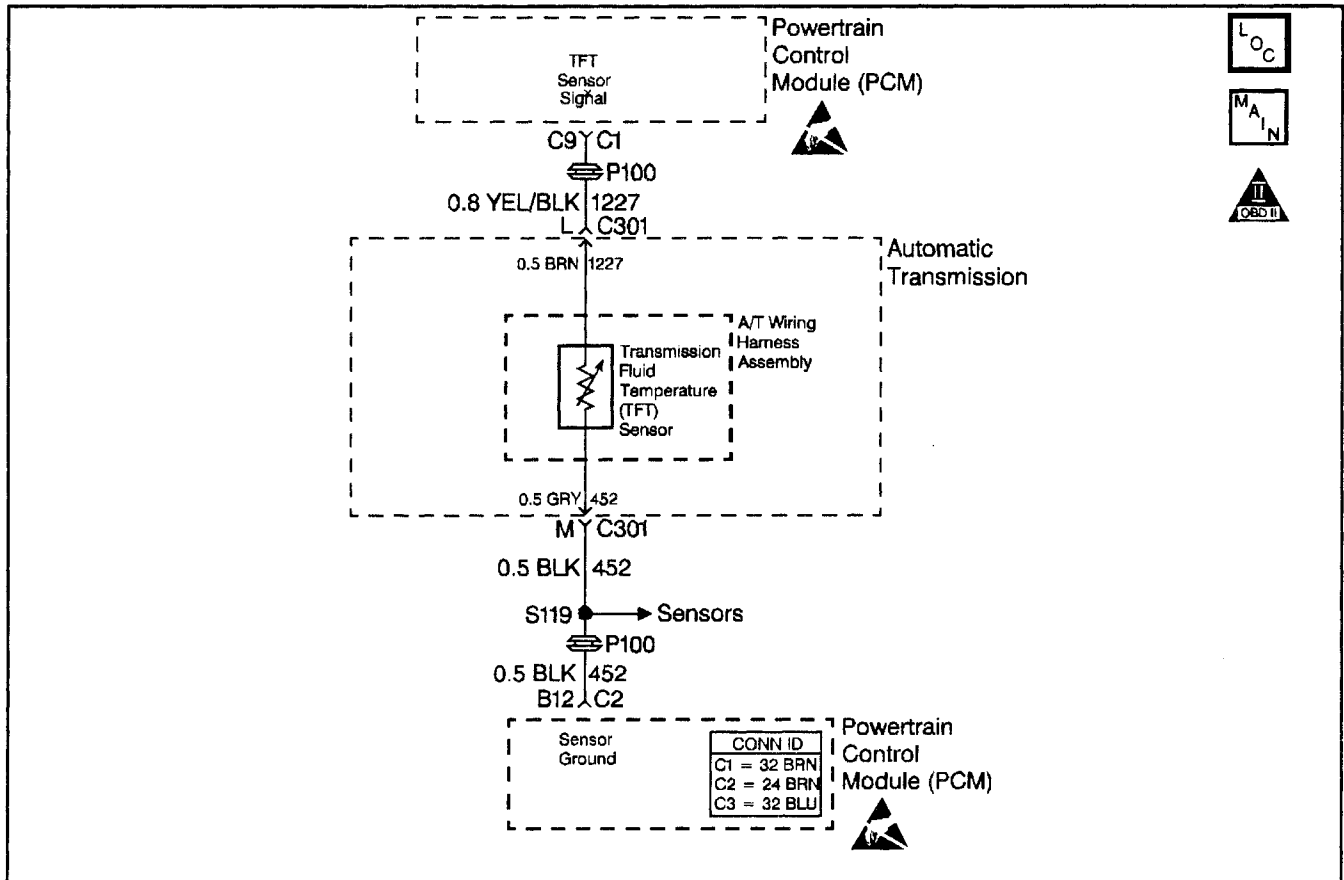 Powertrain
Control
Module (PCM)
TFT
Sensor
Signal
LOC
MAIN
II
OBD II
C9 C1
P100
0.8 YEL/BLK 1227
L C301
Automatic
Transmission
0.5 BRN 1227
A/T Wiring
Harness
Assembly
Transmission
Fluid
Temperature
(TFT)
Sensor
0.5 GRY 452
M C301
0.5 BLK 452
S119 Sensors
P100
0.5 BLK 452
B12 C2
Powertrain
Control
Module (PCM)
Sensor
Ground
CONN ID
C1 = 32 BRN
C2 = 24 BRN
C3 = 32 BLU